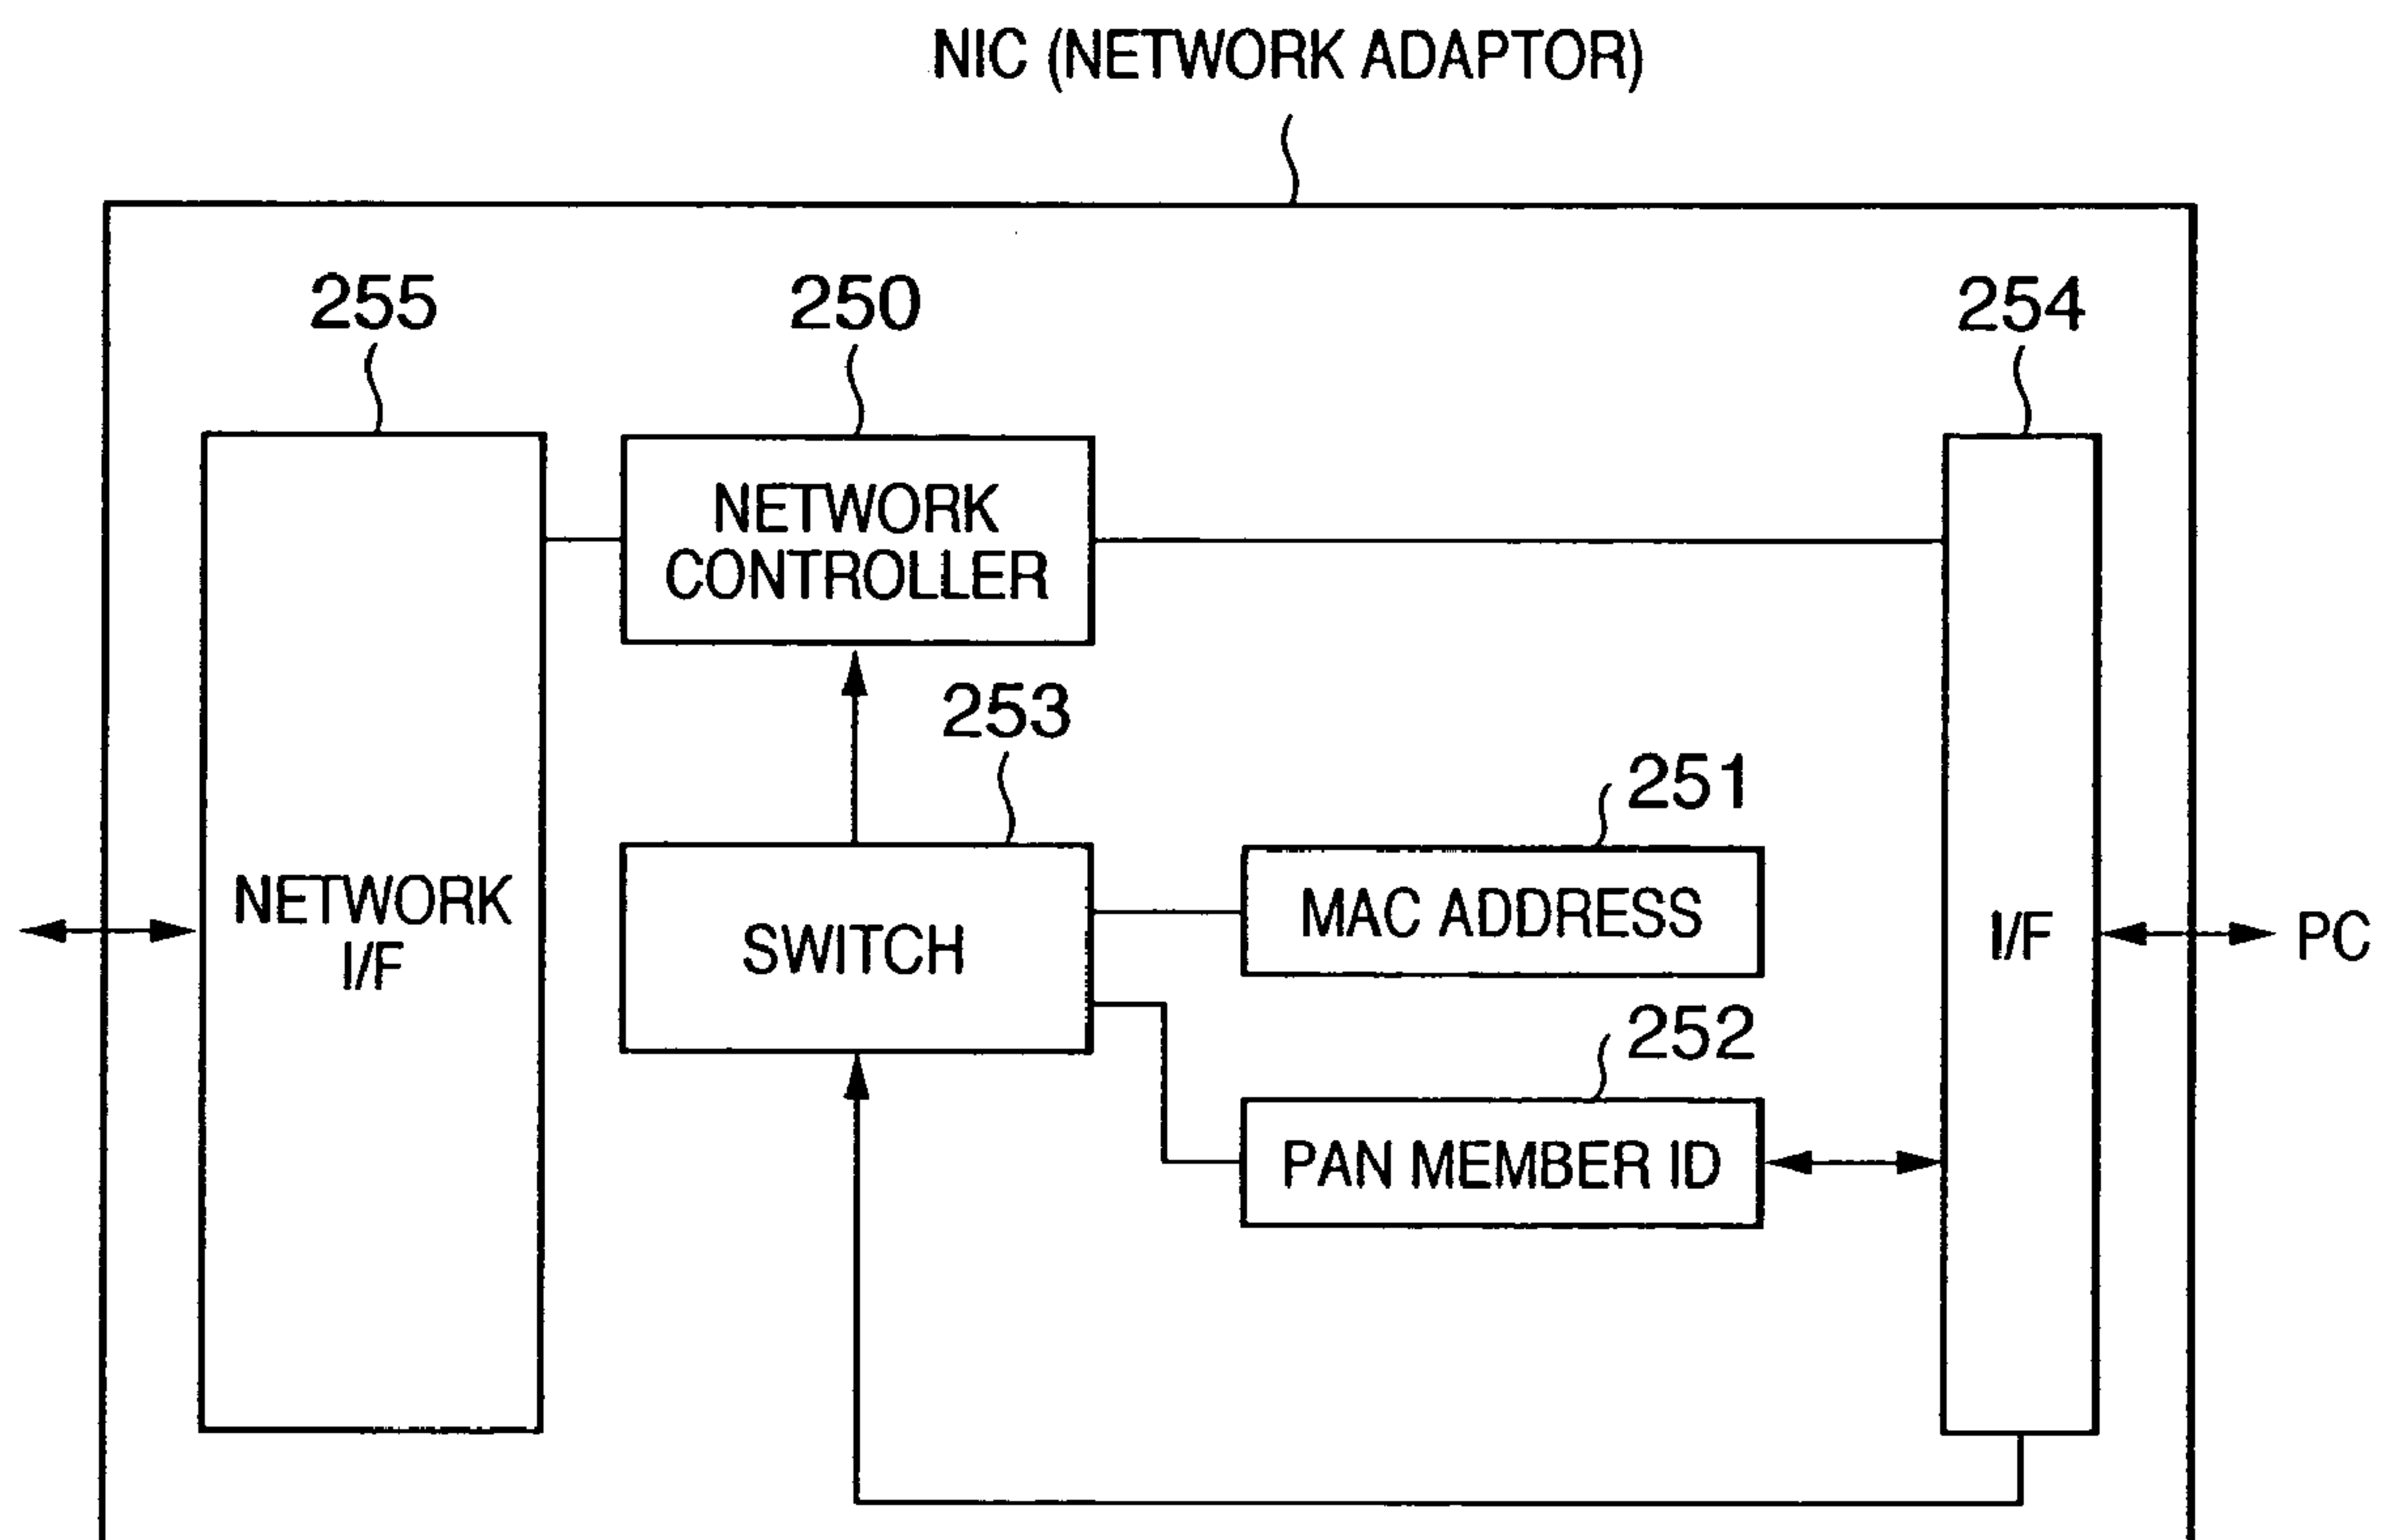 NIC (NETWORK ADAPTOR)
255
250
254
NETWORK
CONTROLLER
253
251
MAC ADDRESS
NETWORK
I/F
SWITCH
I/F
PC
252
PAN MEMBER ID